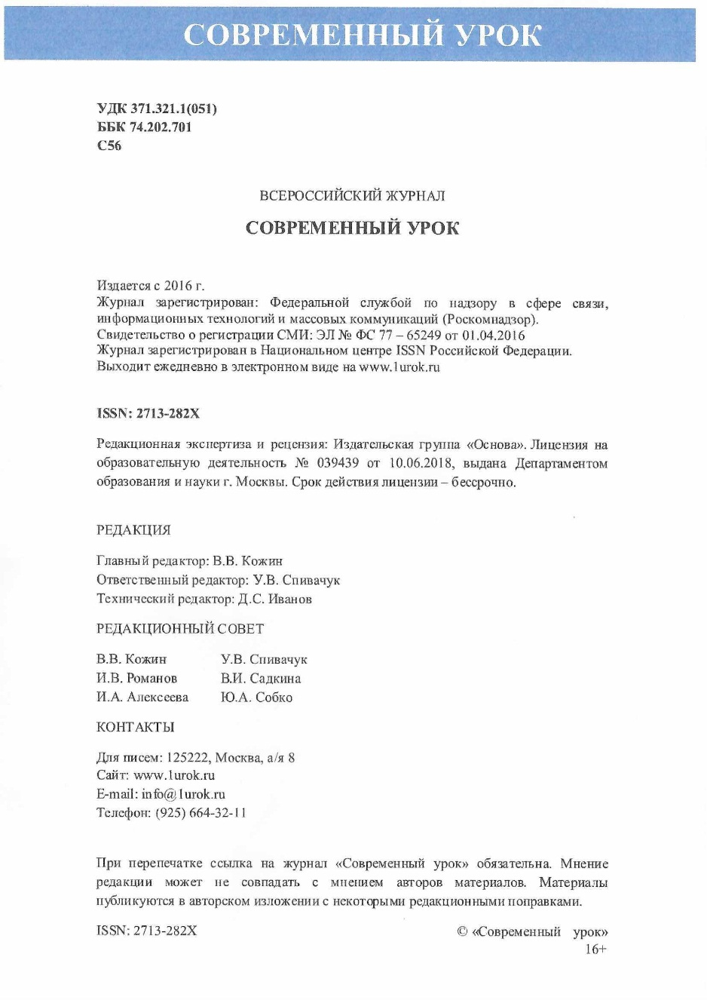 СОВРЕМЕННЫЙ УРОК
УДК 371.321.1(051)
ББК 74.202.701
С56
ВСЕРОССИЙСКИЙ ЖУРНАЛ
СОВРЕМЕННЫЙ УРОК
Издается с 2016 г.
Журнал зарегистрирован: Федеральной службой по надзору в сфере связи,
информационных технологий и массовых коммуникаций (Роскомнадзор).
Свидетельство о регистрации СМИ: ЭЛ № ФС 77 – 65249 от 01.04.2016
Журнал зарегистрирован в Национальном центре ISSN Российской Федерации.
Выходит ежедневно в электронном виде на www.1urok.ru
ISSN: 2713-282X
Редакционная экспертиза и рецензия: Издательская группа «Основа». Лицензия на
образовательную деятельность № 039439 от 10.06.2018, выдана Департаментом
образования и науки г. Москвы. Срок действия лицензии – бессрочно.
РЕДАКЦИЯ
Главный редактор: В.В. Кожин
Ответственный редактор: У.В. Спивачук
Технический редактор: Д.С. Иванов
РЕДАКЦИОННЫЙ СОВЕТ
В.В. Кожин У.В. Спивачук
И.В. Романов В.И. Садкина
И.А. Алексеева Ю.А. Собко
КОНТАКТЫ
Для писем: 125222, Москва, а/я 8
Сайт: www.1urok.ru
E-mail: info@1urok.ru
Телефон: (925) 664-32-11
При перепечатке ссылка на журнал «Современный урок» обязательна. Мнение
редакции может не совпадать с мнением авторов материалов. Материалы
публикуются в авторском изложении с некоторыми редакционными поправками.
ISSN: 2713-282X © «Современный урок»
16+